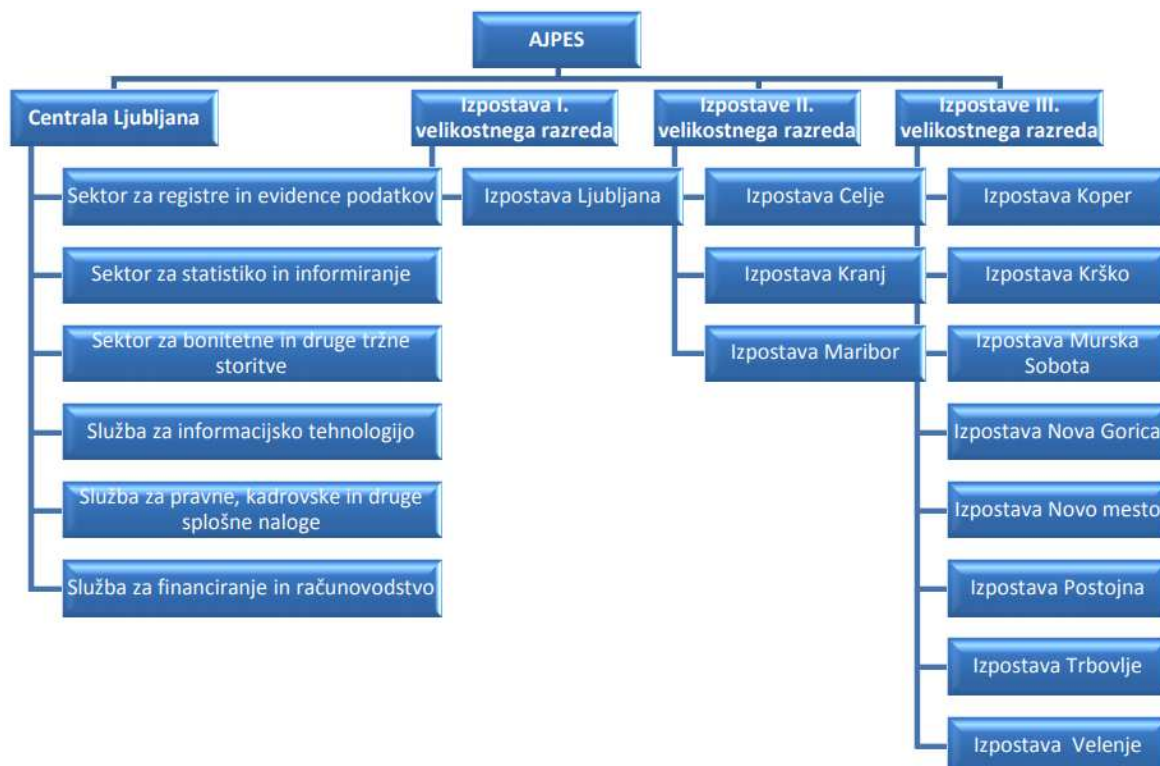 AJPES
Centrala Ljubljana
Sektor za registre in evidence podatkov
Sektor za statistiko in informiranje
Sektor za bonitetne in druge tržne
storitve
Služba za informacijsko tehnologijo
Služba za pravne, kadrovske in druge
splošne naloge
Služba za financiranje in računovodstvo
Izpostava I.
velikostnega razreda
Izpostava Ljubljana
Izpostave II.
velikostnega razreda
Izpostava Celje
Izpostava Kranj
Izpostava Maribor
Izpostave III.
velikostnega razreda
Izpostava Koper
Izpostava Krško
Izpostava Murska
Sobota
Izpostava Nova Gorica
Izpostava Novo mesto
Izpostava Postojna
Izpostava Trbovlje
Izpostava Velenje